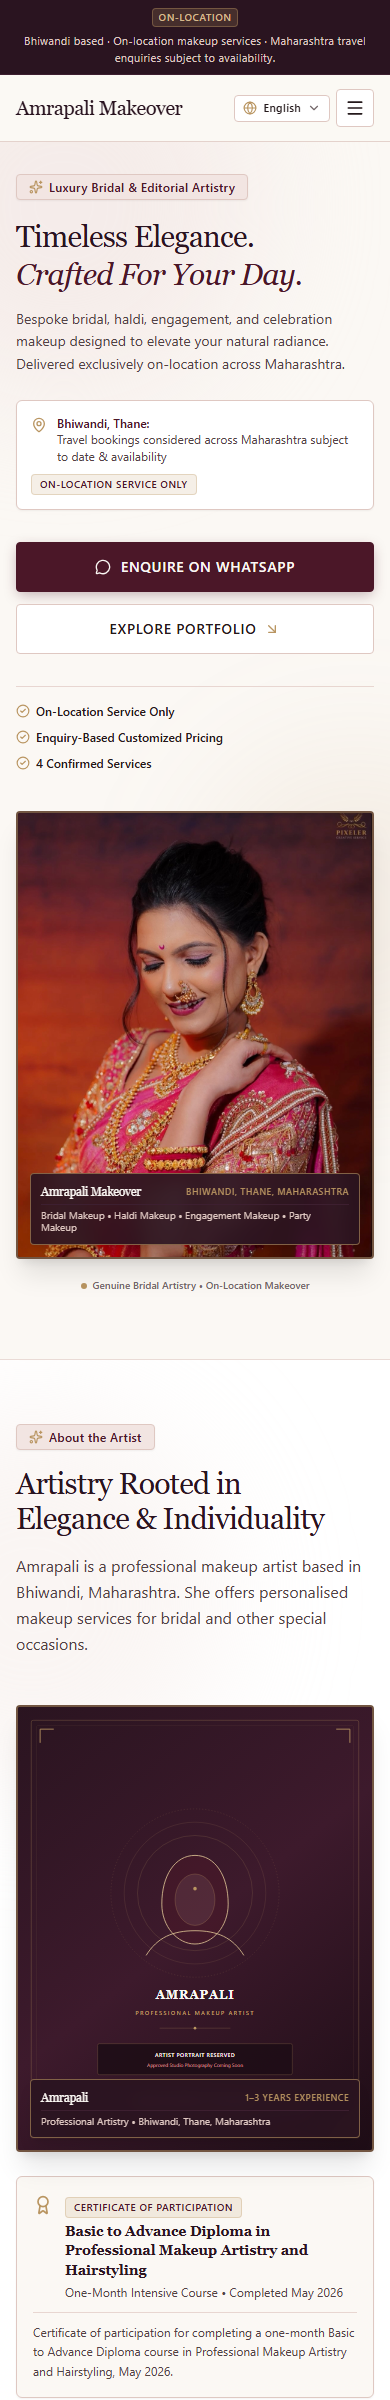 ON-LOCATION
Bhiwandi based · On-location makeup services · Maharashtra travel
enquiries subject to availability.
Amrapali Makeover
English
Luxury Bridal & Editorial Artistry
Timeless Elegance.
Crafted For Your Day.
Bespoke bridal, haldi, engagement, and celebration
makeup designed to elevate your natural radiance.
Delivered exclusively on-location across Maharashtra.
Bhiwandi, Thane:
Travel bookings considered across Maharashtra subject
to date & availability
ON-LOCATION SERVICE ONLY
ENQUIRE ON WHATSAPP
EXPLORE PORTFOLIO
On-Location Service Only
Enquiry-Based Customized Pricing
4 Confirmed Services
PIXELER
Amrapali Makeover
BHIWANDI, THANE, MAHARASHTRA
Bridal Makeup • Haldi Makeup • Engagement Makeup • Party
Makeup
Genuine Bridal Artistry • On-Location Makeover
About the Artist
Artistry Rooted in
Elegance & Individuality
Amrapali is a professional makeup artist based in
Bhiwandi, Maharashtra. She offers personalised
makeup services for bridal and other special
occasions.
AMRAPALI
PROFESSIONAL MAKEUP ARTIST
ARTIST PORTRAIT RESERVED
Approved Studio Photography Coming Soon
Amrapali
1–3 YEARS EXPERIENCE
Professional Artistry • Bhiwandi, Thane, Maharashtra
CERTIFICATE OF PARTICIPATION
Basic to Advance Diploma in
Professional Makeup Artistry and
Hairstyling
One-Month Intensive Course • Completed May 2026
Certificate of participation for completing a one-month Basic
to Advance Diploma course in Professional Makeup Artistry
and Hairstyling, May 2026.